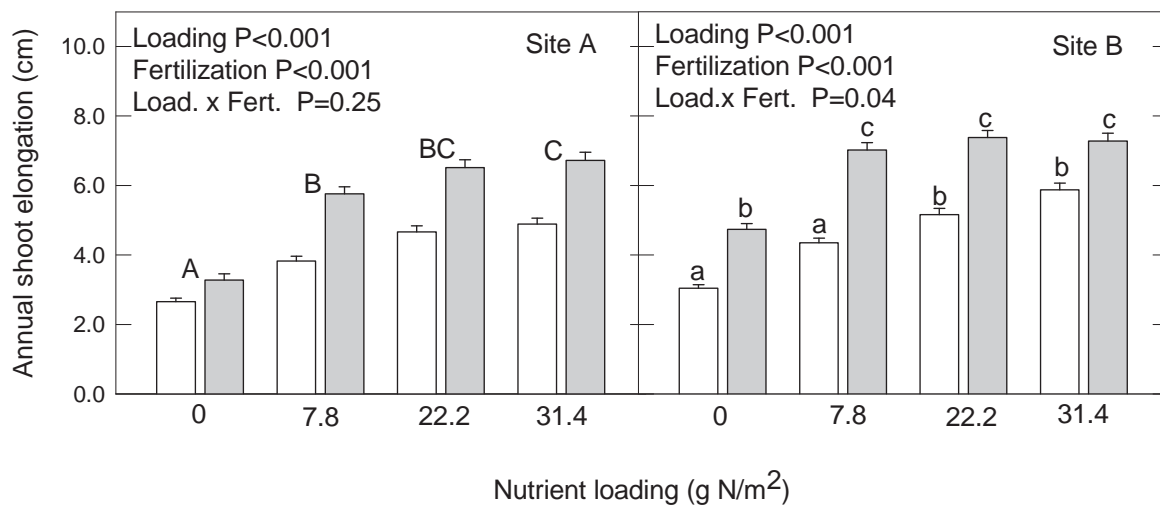 Annual shoot elongation (cm)
10.0
8.0
6.0
4.0
2.0
0.0
Loading P<0.001
Fertilization P<0.001
Load. x Fert.  P=0.25
Site A
A
B
BC
C
0
7.8
22.2
31.4
Loading P<0.001
Fertilization P<0.001
Load.x Fert.  P=0.04
Site B
a
b
a
c
b
c
b
c
0
7.8
22.2
31.4
Nutrient loading (g N/m²)